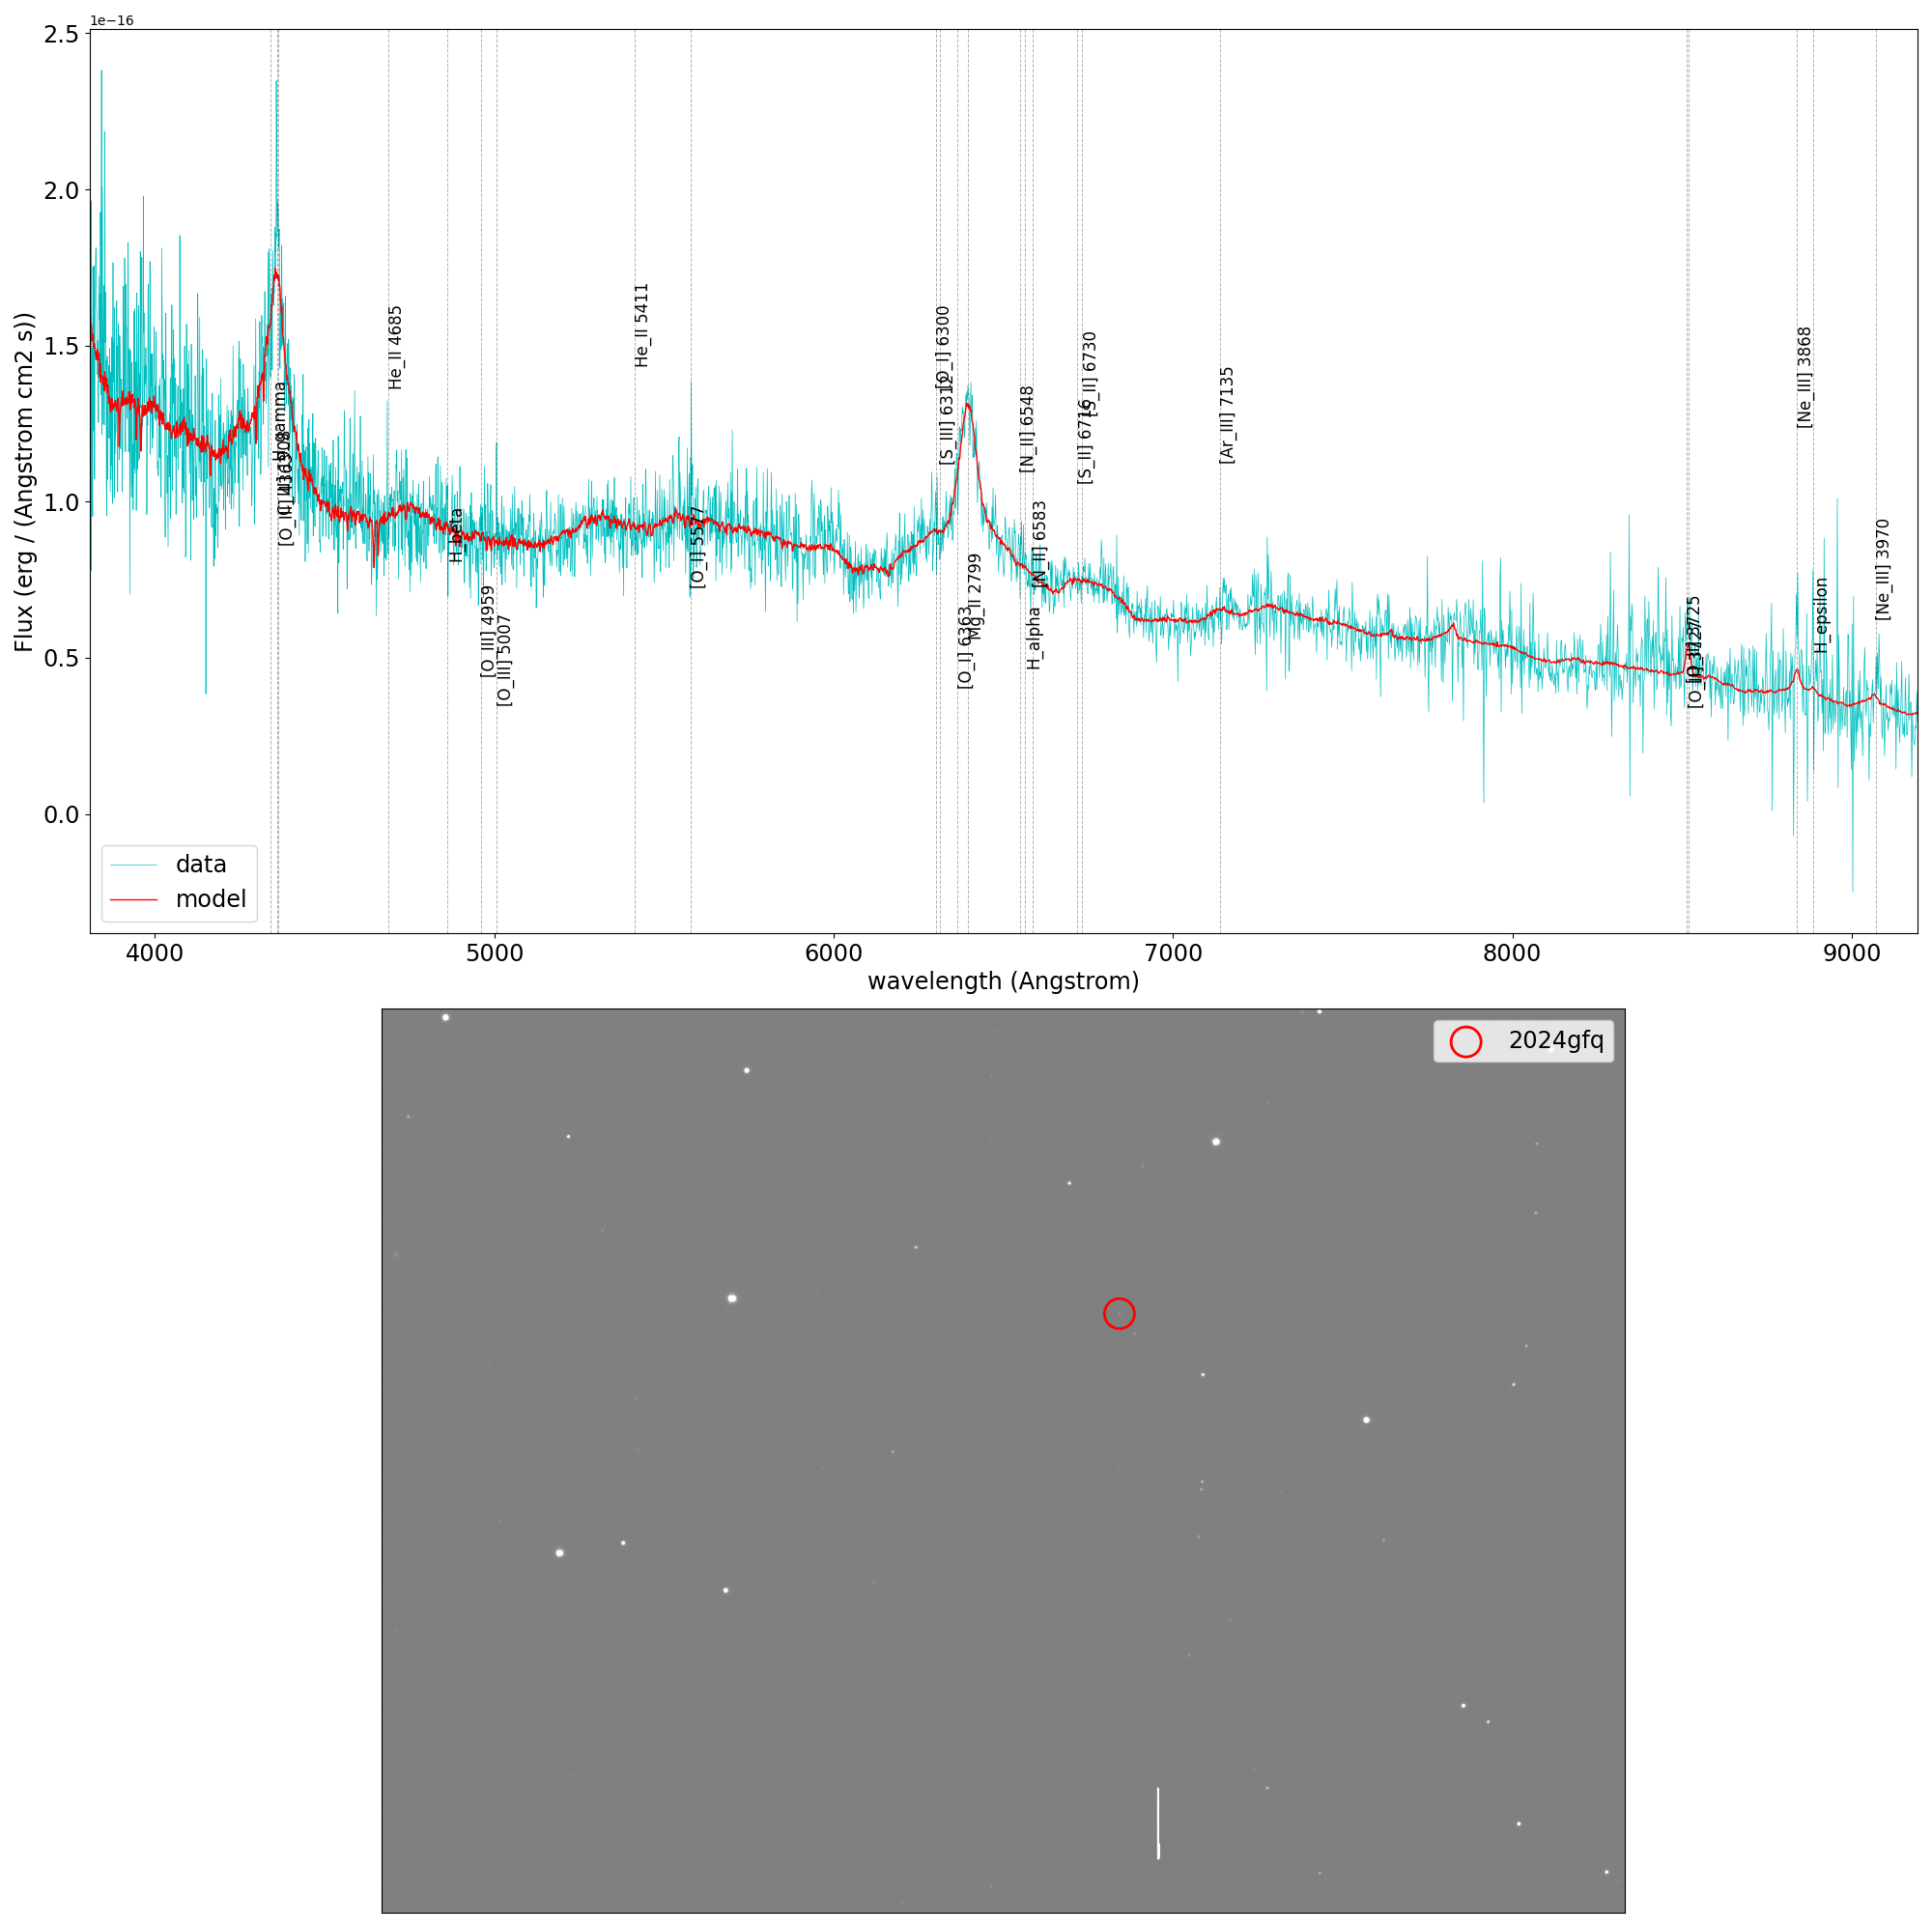 1e−16
2.5
2.0
1.5
1.0
0.5
0.0
Flux (erg / (Angstrom cm2 s))
H_gamma
[O_III] 4363
He_II 4685
H_beta
[O_III] 4959
[O_III] 5007
He_II 5411
[O_I] 5577
[O_I] 6300
[S_III] 6312
[O_I] 6363
Mg_II 2799
[N_II] 6548
H_alpha
[N_II] 6583
[S_II] 6716
[S_II] 6730
[Ar_III] 7135
[Ne_III] 3868
H_epsilon
[Ne_III] 3970
data
model
4000 5000 6000 7000 8000 9000
wavelength (Angstrom)
2024gfq